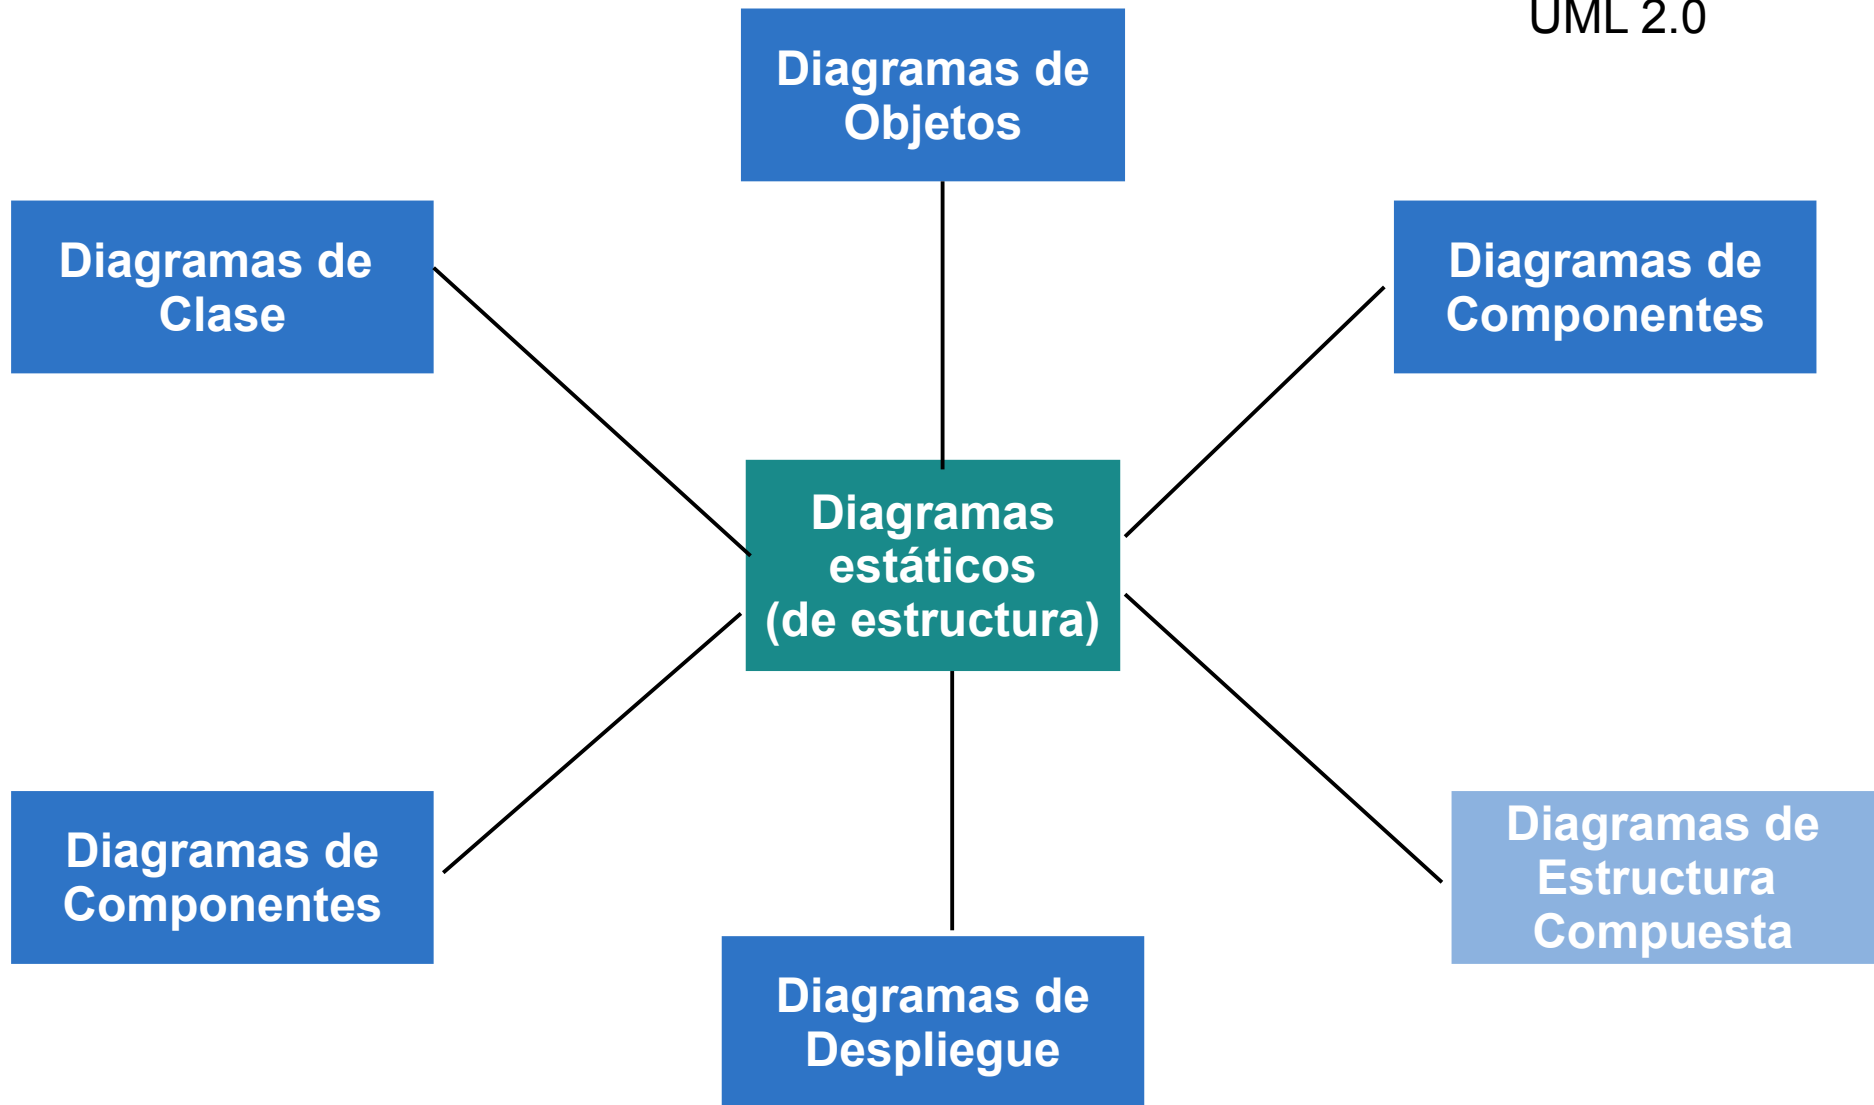 UML 2.0
Diagramas de
Objetos
Diagramas de
Clase
Diagramas de
Componentes
Diagramas
estáticos
(de estructura)
Diagramas de
Componentes
Diagramas de
Estructura
Compuesta
Diagramas de
Despliegue